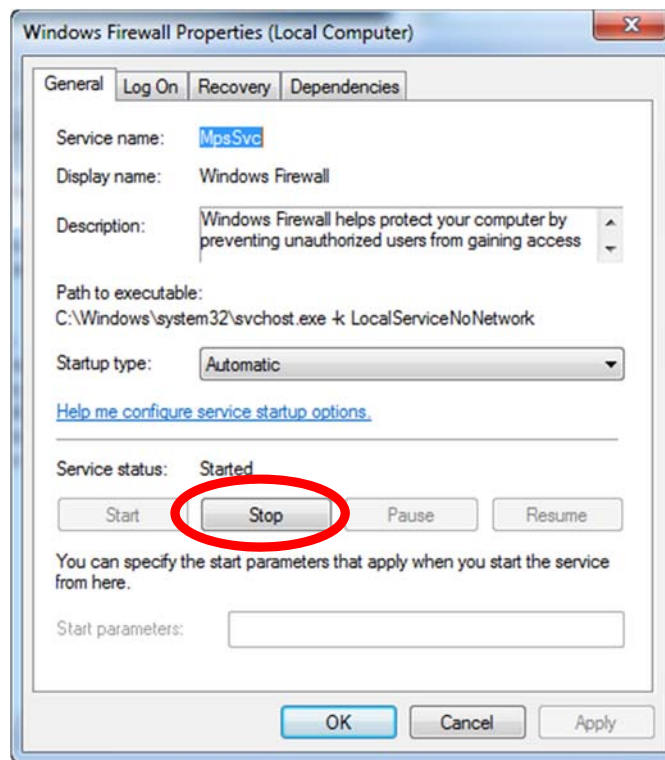 Windows Firewall Properties (Local Computer)
General Log On Recovery Dependencies
Service name: MpsSvc
Display name: Windows Firewall
Description: Windows Firewall helps protect your computer by
preventing unauthorized users from gaining access
Path to executable:
C:\Windows\system32\svchost.exe -k LocalServiceNoNetwork
Startup type: Automatic
Help me configure service startup options.
Service status: Started
Start Stop Pause Resume
You can specify the start parameters that apply when you start the service
from here.
Start parameters:
OK Cancel Apply